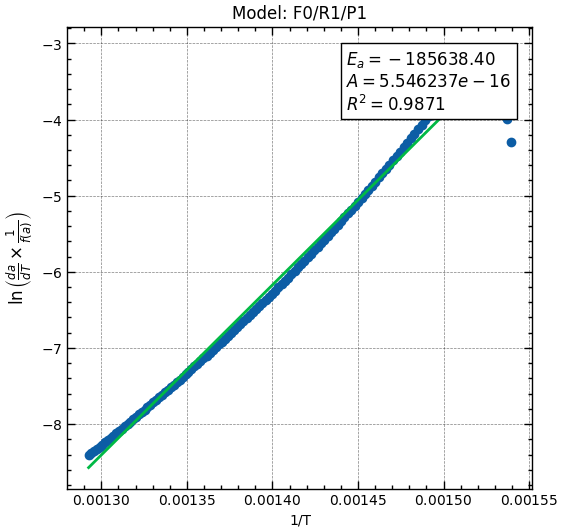 Model: F0/R1/P1
E_a = −185638.40
A = 5.546237e − 16
R² = 0.9871
−3
−4
−5
−6
−7
−8
ln (da/dT × 1/f(a))
0.00130 0.00135 0.00140 0.00145 0.00150 0.00155
1/T